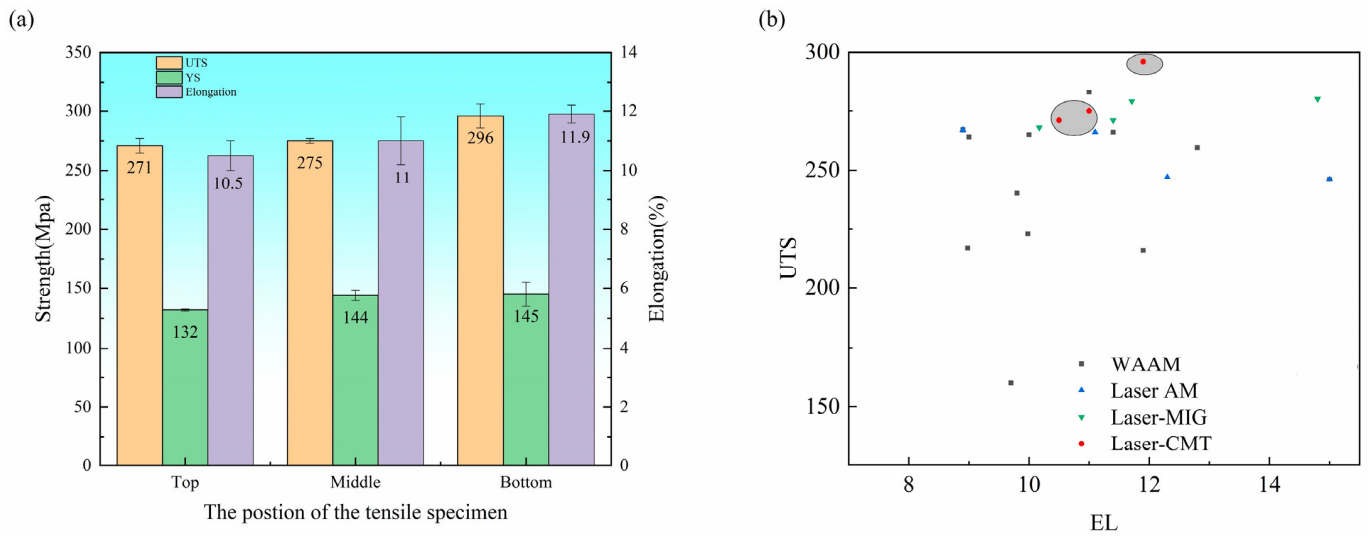 (a)
350
300
250
200
150
100
50
0
Strength(Mpa)
UTS
YS
Elongation
271
132
10.5
275
144
11
296
145
11.9
14
12
10
8
6
4
2
0
Elongation(%)
Top
Middle
Bottom
The postion of the tensile specimen
(b)
300
250
200
150
UTS
WAAM
Laser AM
Laser-MIG
Laser-CMT
8
10
12
14
EL